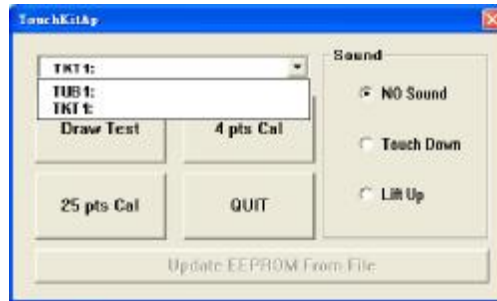 TouchKitAp
TKT1:
TUB1:
TKT1:
Draw Test
4 pts Cal
25 pts Cal
QUIT
Sound
NO Sound
Touch Down
Lift Up
Update EEPROM From File